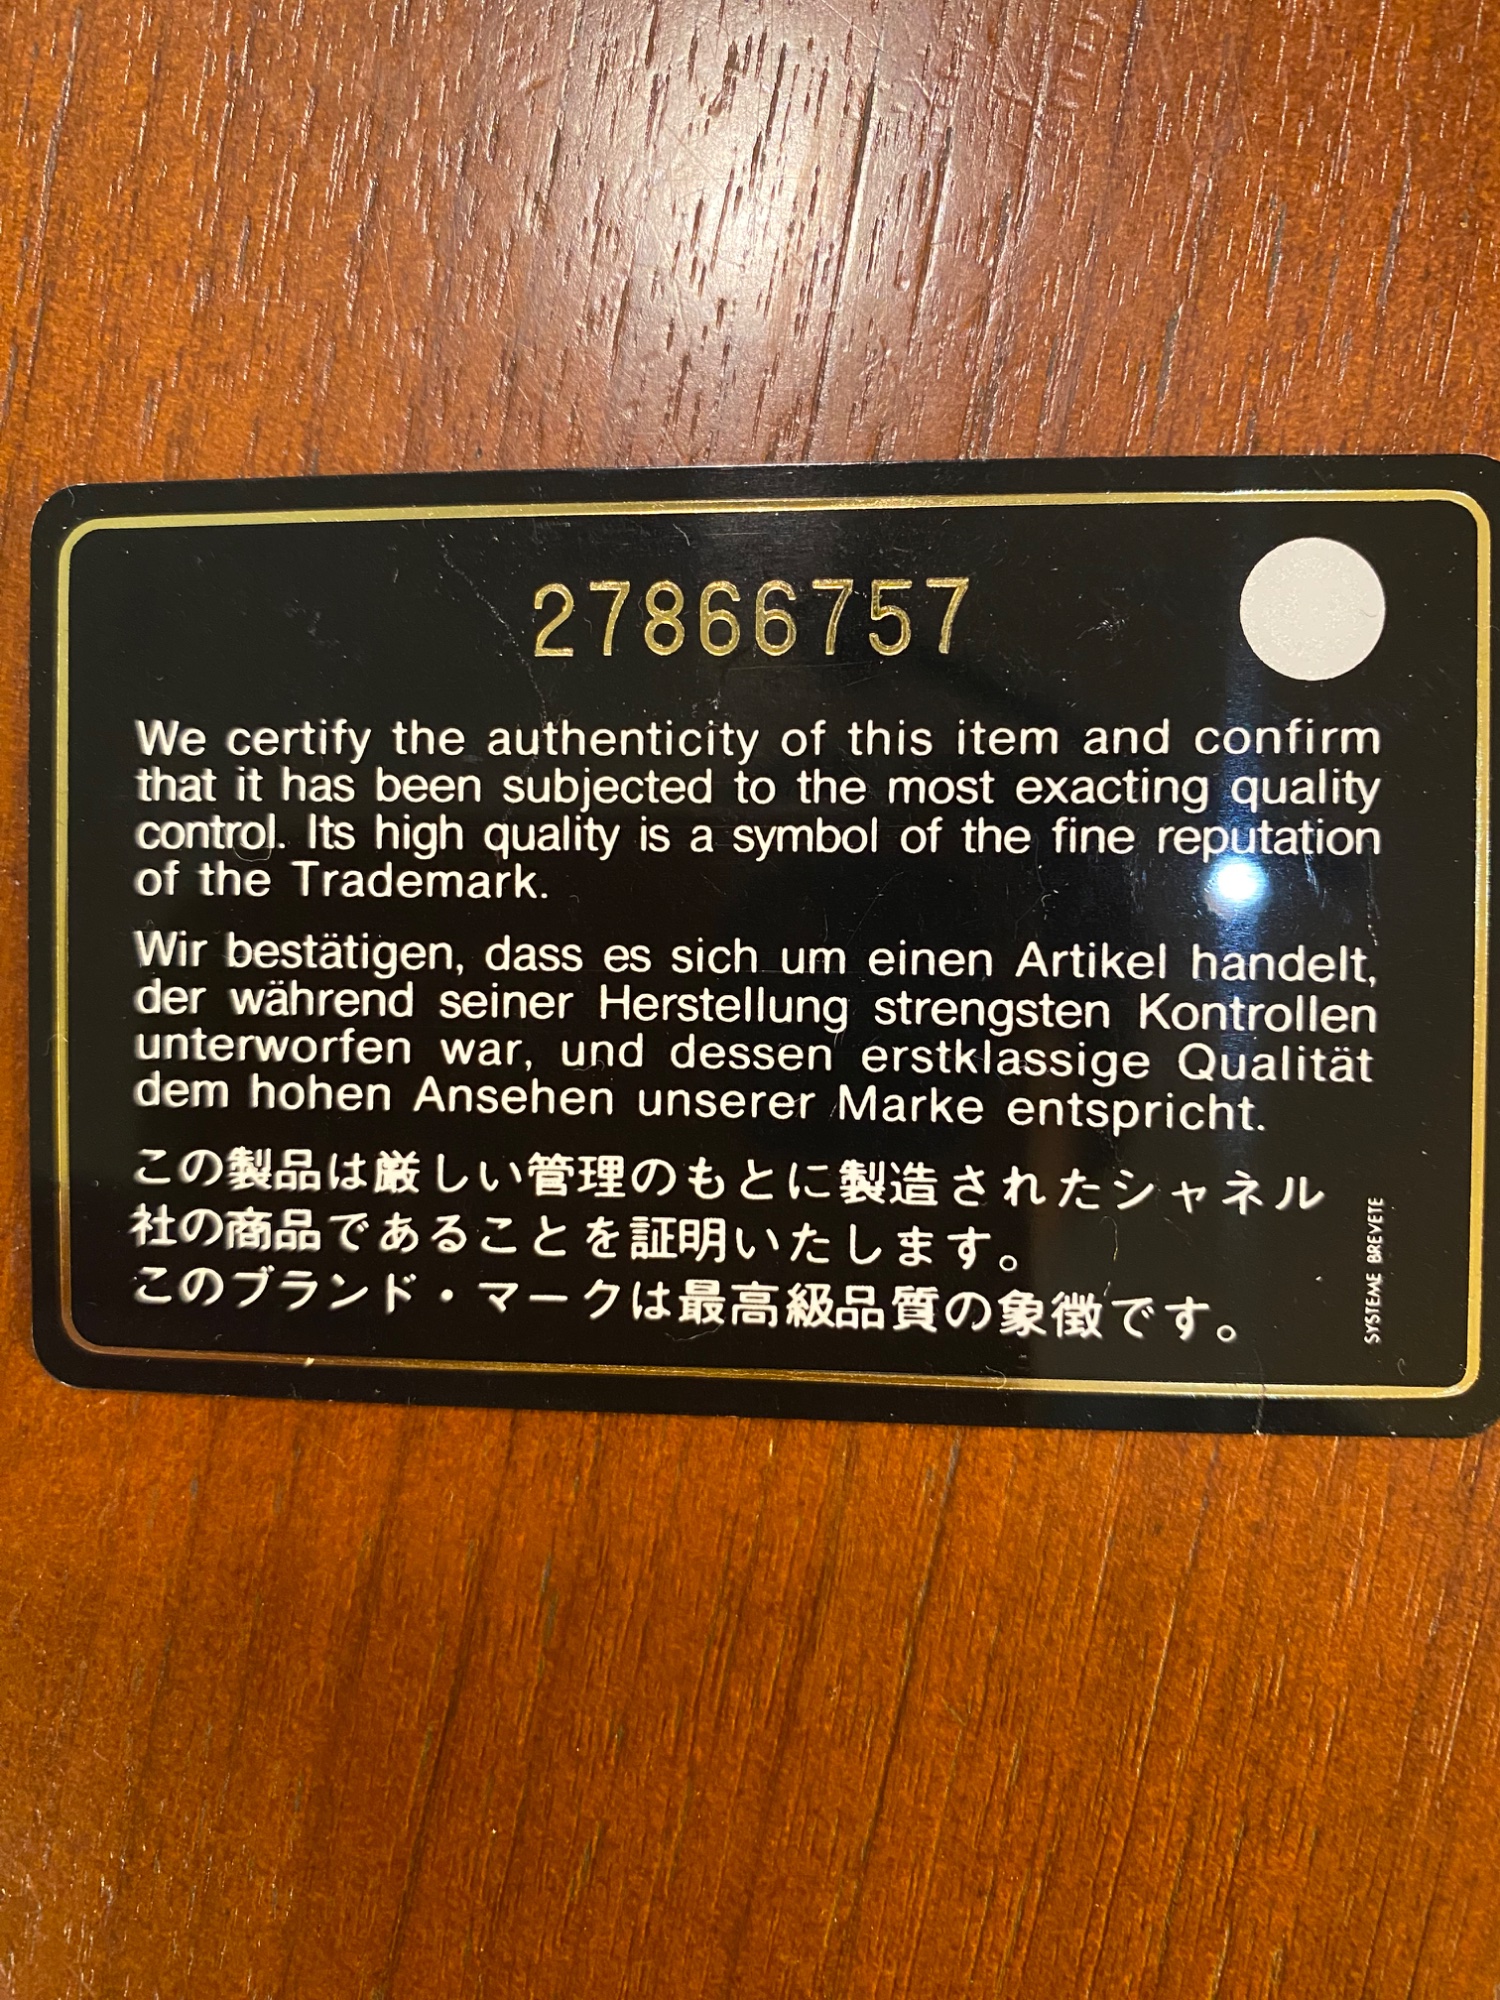 27866757
We certify the authenticity of this item and confirm
that it has been subjected to the most exacting quality
control. Its high quality is a symbol of the fine reputation
of the Trademark.
Wir bestätigen, dass es sich um einen Artikel handelt,
der während seiner Herstellung strengsten Kontrollen
unterworfen war, und dessen erstklassige Qualität
dem hohen Ansehen unserer Marke entspricht.
この製品は厳しい管理のもとに製造されたシャネル
社の商品であることを証明いたします。
このブランド・マークは最高級品質の象徴です。
SYSTEME BREVETE